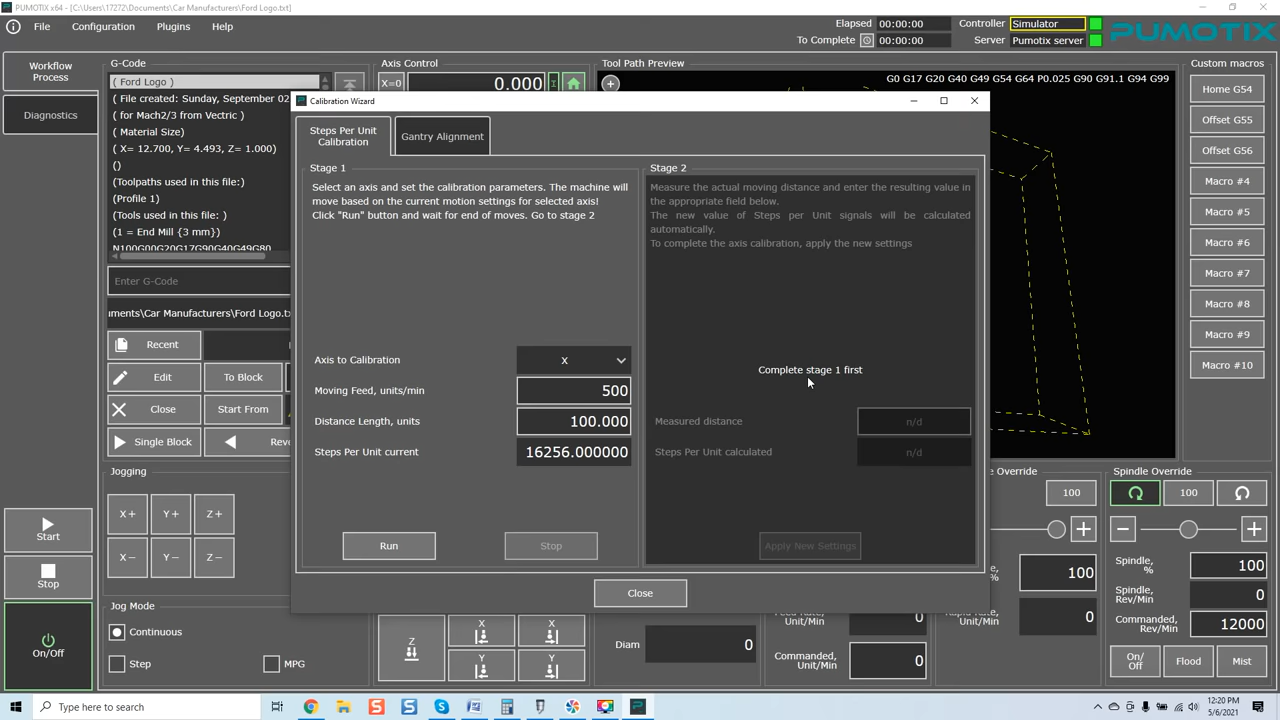 PUMOTIX x64 - C:\Users\17272\Documents\Car Manufacturers\Ford Logo.txt]
File
Configuration
Plugins
Help
Elapsed 00:00:00
To Complete 00:00:00
Controller Simulator
Server Pumotix server
PUMOTIX
Workflow
Process
Diagnostics
G-Code
( Ford Logo )
( File created: Sunday, September 02
( for Mach2/3 from Vectric )
( Material Size)
( X= 12.700, Y= 4.493, Z= 1.000)
()
(Toolpaths used in this file:)
(Profile 1)
(Tools used in this file: )
(1 = End Mill {3 mm})
N100G00G20G17G90G40G49G80
Enter G-Code
uments\Car Manufacturers\Ford Logo.txt
Recent
Edit
To Block
Close
Start From
Single Block
Axis Control
X=0
0.000
Tool Path Preview
G0 G17 G20 G40 G49 G54 G64 P0.025 G90 G91.1 G94 G99
Custom macros
Home G54
Offset G55
Offset G56
Macro #4
Macro #5
Macro #6
Macro #7
Macro #8
Macro #9
Macro #10
Calibration Wizard
Steps Per Unit
Calibration
Gantry Alignment
Stage 1
Select an axis and set the calibration parameters. The machine will
move based on the current motion settings for selected axis!
Click "Run" button and wait for end of moves. Go to stage 2
Axis to Calibration X
Moving Feed, units/min 500
Distance Length, units 100.000
Steps Per Unit current 16256.000000
Run
Stop
Stage 2
Measure the actual moving distance and enter the resulting value in
the appropriate field below.
The new value of Steps per Unit signals will be calculated
automatically.
To complete the axis calibration, apply the new settings
Complete stage 1 first
Measured distance n/d
Steps Per Unit calculated n/d
Apply New Settings
Close
Jogging
X+
Y+
Z+
X-
Y-
Z-
Jog Mode
Continuous
Step
MPG
Start
Stop
On/Off
Z
X
X
Y
Y
Diam 0
Unit/Min 0
Commanded,
Unit/Min 0
Override
100
% 100
Unit/Min 0
Spindle Override
100
Spindle,
% 100
Spindle,
Rev/Min 0
Commanded,
Rev/Min 12000
On/
Off
Flood
Mist
Type here to search
12:20 PM
5/6/2021